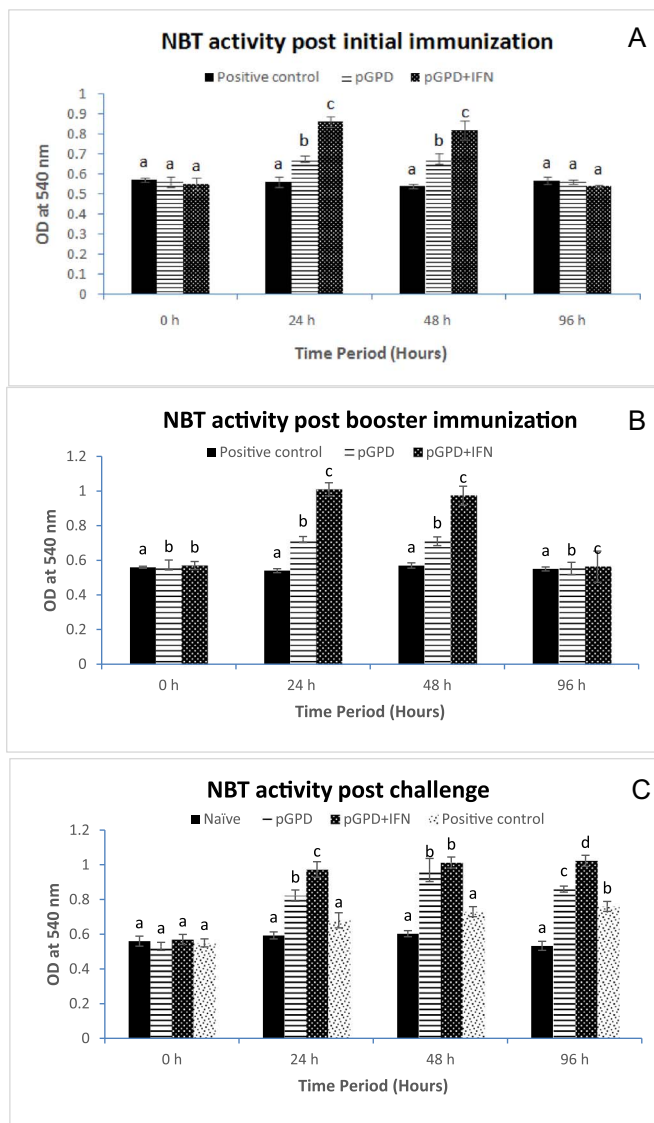 NBT activity post initial immunization
A
Positive control pGPD pGPD+IFN
1
0.9
0.8
0.7
0.6
0.5
0.4
0.3
0.2
0.1
0
OD at 540 nm
a a a
a b c
a b c
a a a
0 h 24 h 48 h 96 h
Time Period (Hours)
NBT activity post booster immunization
B
Positive control pGPD pGPD+IFN
1.2
1
0.8
0.6
0.4
0.2
0
OD at 540 nm
a b b
a b c
a b c
a b c
0 h 24 h 48 h 96 h
Time Period (Hours)
NBT activity post challenge
C
Naïve pGPD pGPD+IFN Positive control
1.2
1
0.8
0.6
0.4
0.2
0
OD at 540 nm
a a a a
a b c a
a b b a
a c d b
0 h 24 h 48 h 96 h
Time Period (Hours)